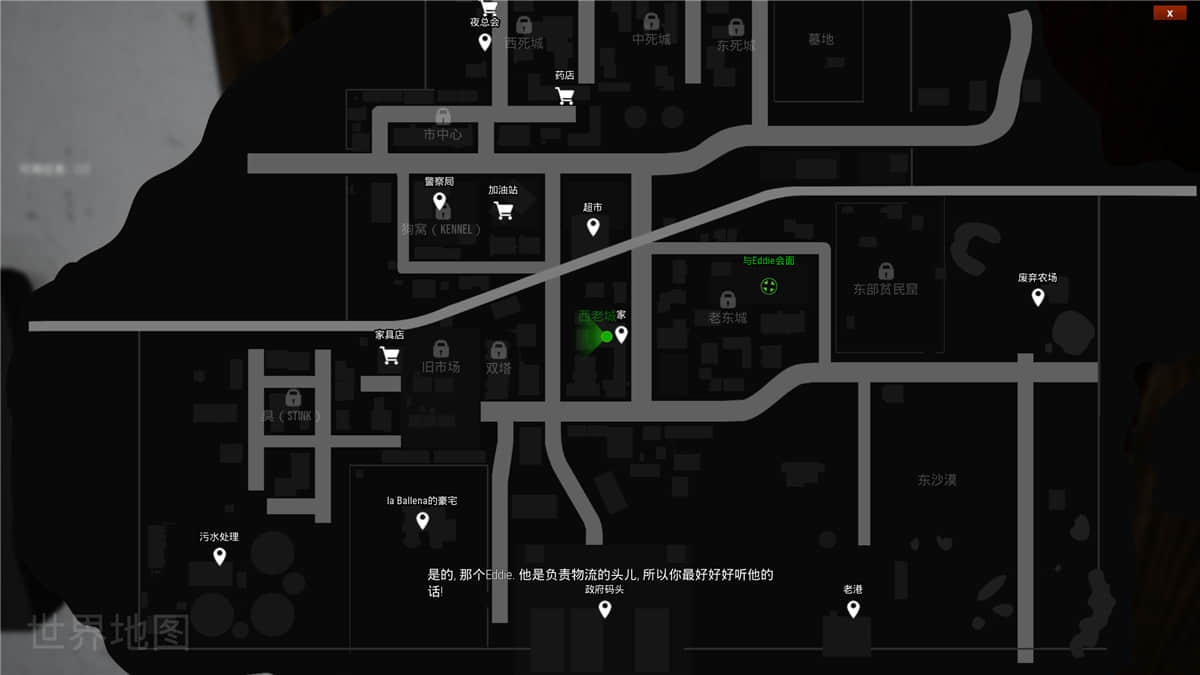 x
夜总会
西死城
中死城
东死城
墓地
药店
市中心
警察局
加油站
狗窝（KENNEL）
超市
与Eddie会面
东部贫民窟
废弃农场
西老城
家
老东城
家具店
旧市场
双塔
臭（STINK）
东沙漠
la Ballena的豪宅
污水处理
是的, 那个Eddie. 他是负责物流的头儿, 所以你最好好好听他的
话!
政府码头
老港
世界地图